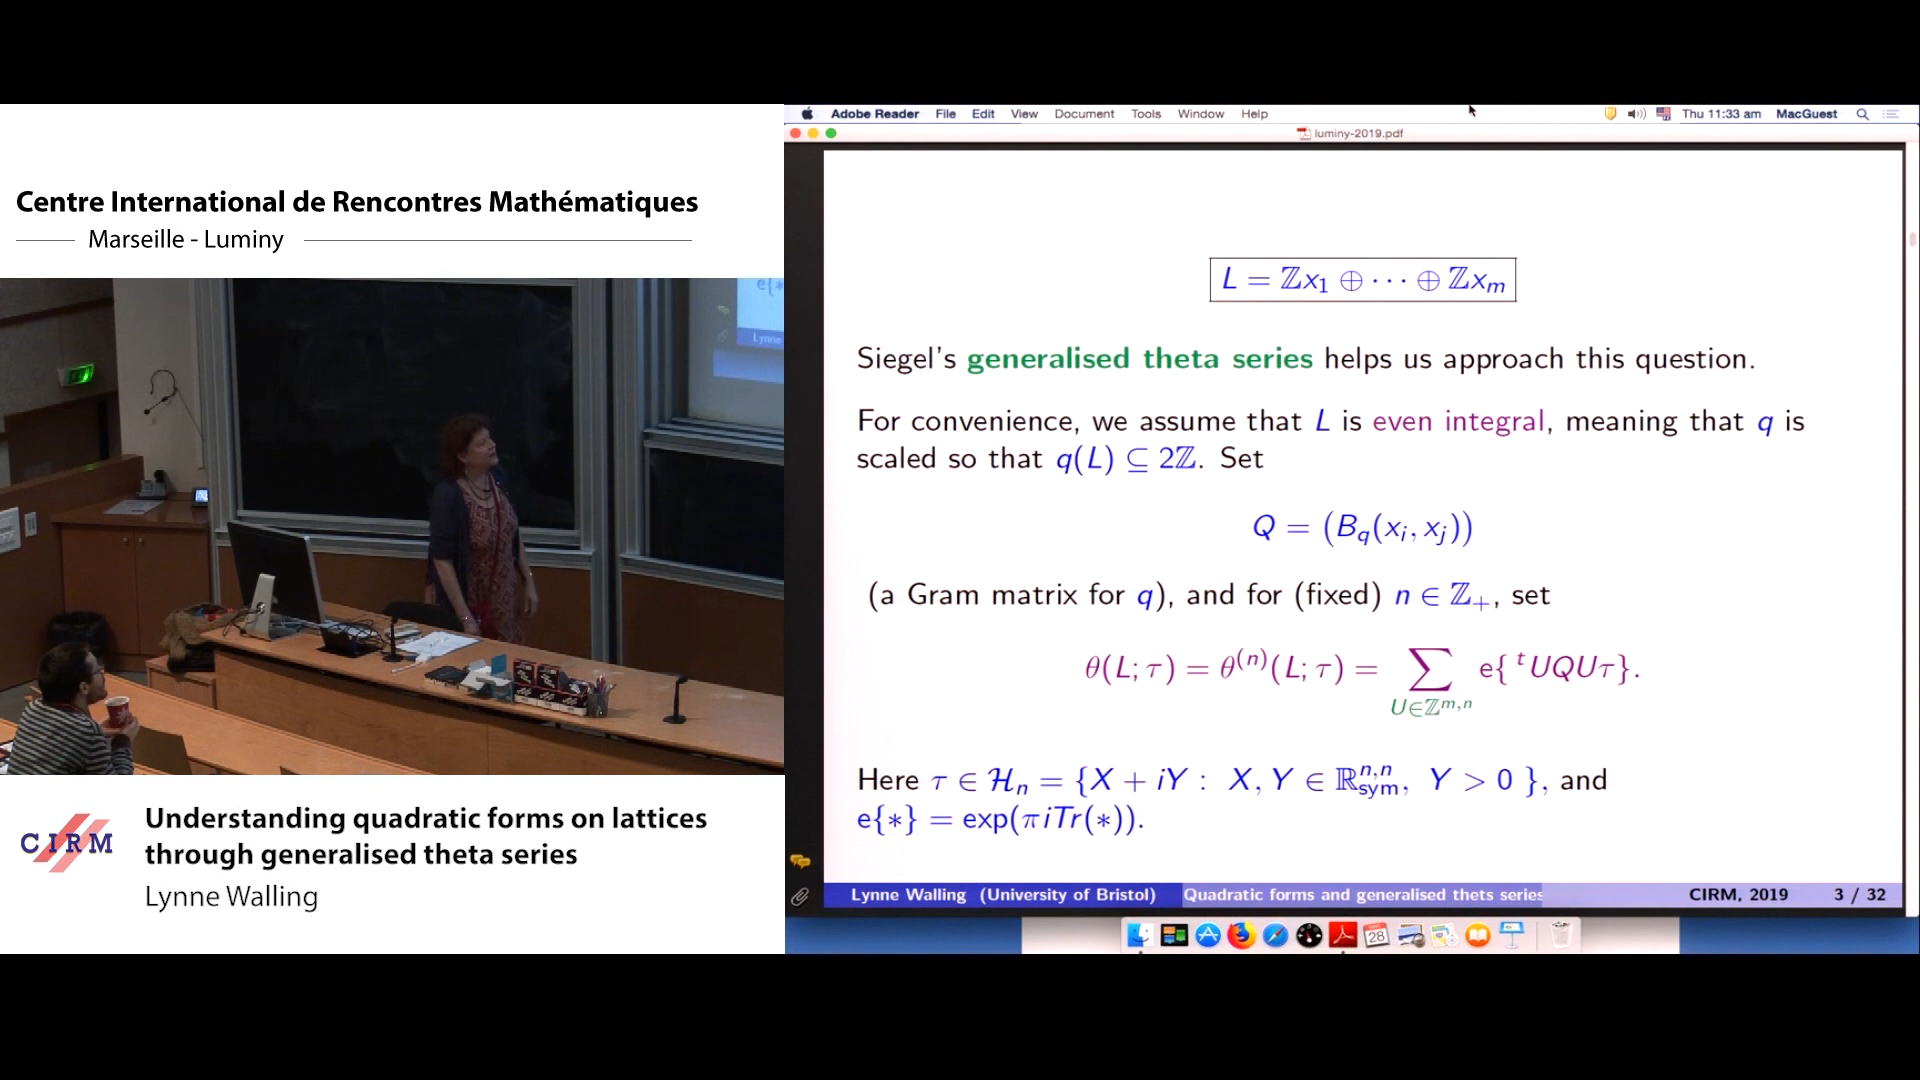 Centre International de Rencontres Mathématiques
Marseille - Luminy
CIRM
Understanding quadratic forms on lattices
through generalised theta series
Lynne Walling
Adobe Reader File Edit View Document Tools Window Help Thu 11:33 am MacGuest
luminy-2019.pdf
L = ℤx₁ ⊕ ··· ⊕ ℤxₘ
Siegel's generalised theta series helps us approach this question.
For convenience, we assume that L is even integral, meaning that q is
scaled so that q(L) ⊆ 2ℤ. Set
Q = (B_q(x_i, x_j))
(a Gram matrix for q), and for (fixed) n ∈ ℤ₊, set
θ(L; τ) = θ⁽ⁿ⁾(L; τ) = ∑ e{ ᵗUQUτ}.
U∈ℤ^{m,n}
Here τ ∈ ℋₙ = {X + iY : X, Y ∈ ℝ^{n,n}_{sym}, Y > 0 }, and
e{∗} = exp(πiTr(∗)).
Lynne Walling (University of Bristol) Quadratic forms and generalised thets series CIRM, 2019 3 / 32
28